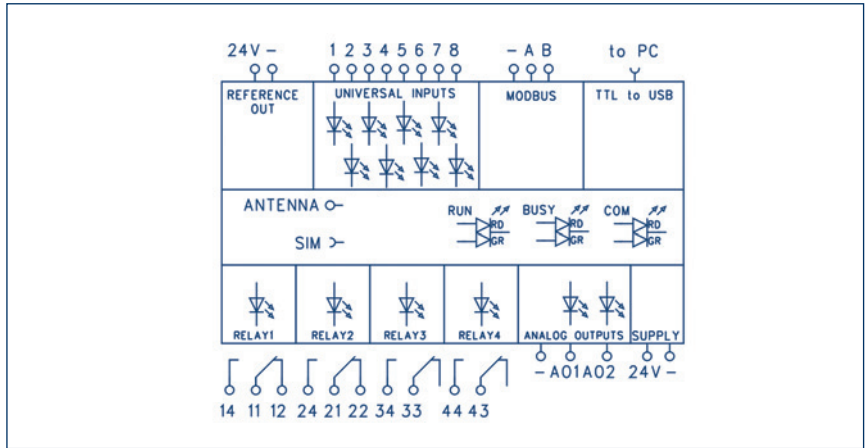 24V - 1 2 3 4 5 6 7 8 - A B to PC
REFERENCE OUT UNIVERSAL INPUTS MODBUS TTL to USB
ANTENNA
RUN RD GR BUSY RD GR COM RD GR
SIM
RELAY1 RELAY2 RELAY3 RELAY4 ANALOG OUTPUTS SUPPLY
- AO1 AO2 24V -
14 11 12 24 21 22 34 33 44 43